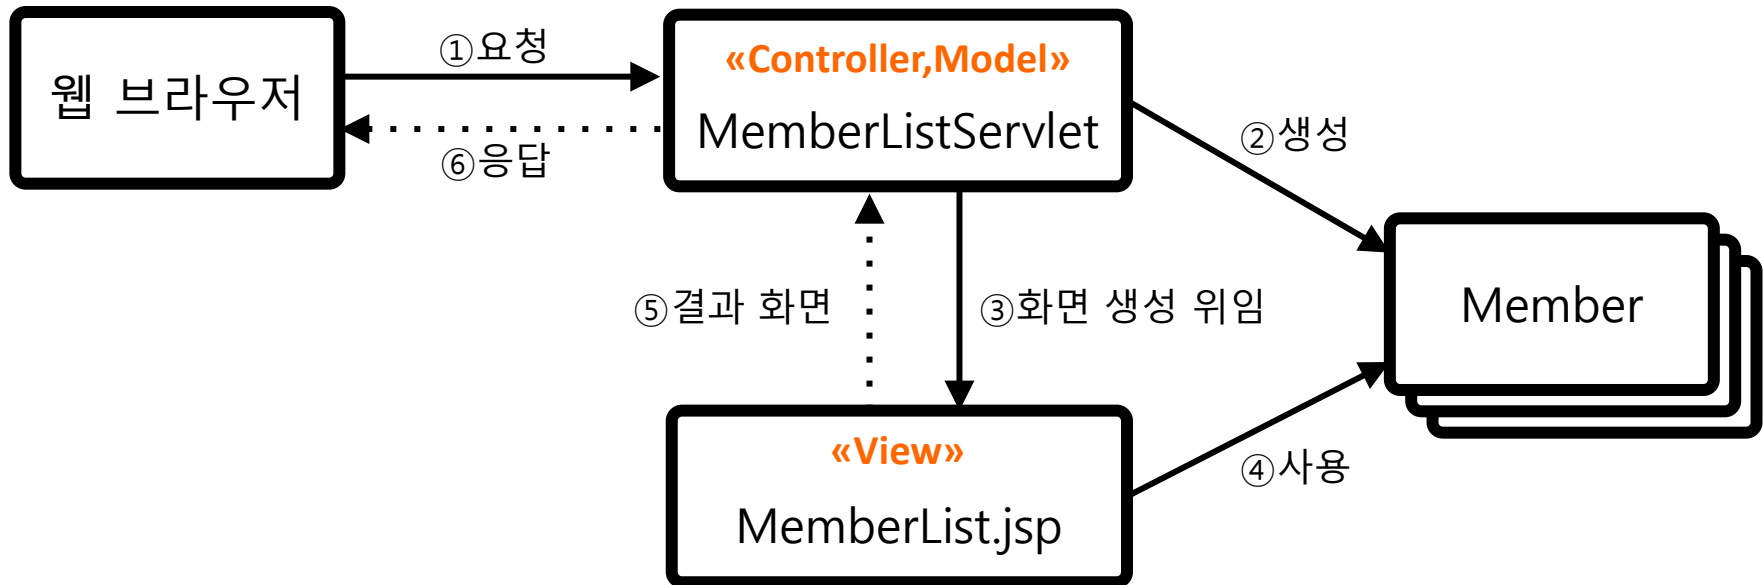 웹 브라우저
①요청
⑥응답
«Controller,Model»
MemberListServlet
②생성
⑤결과 화면
③화면 생성 위임
Member
«View»
MemberList.jsp
④사용